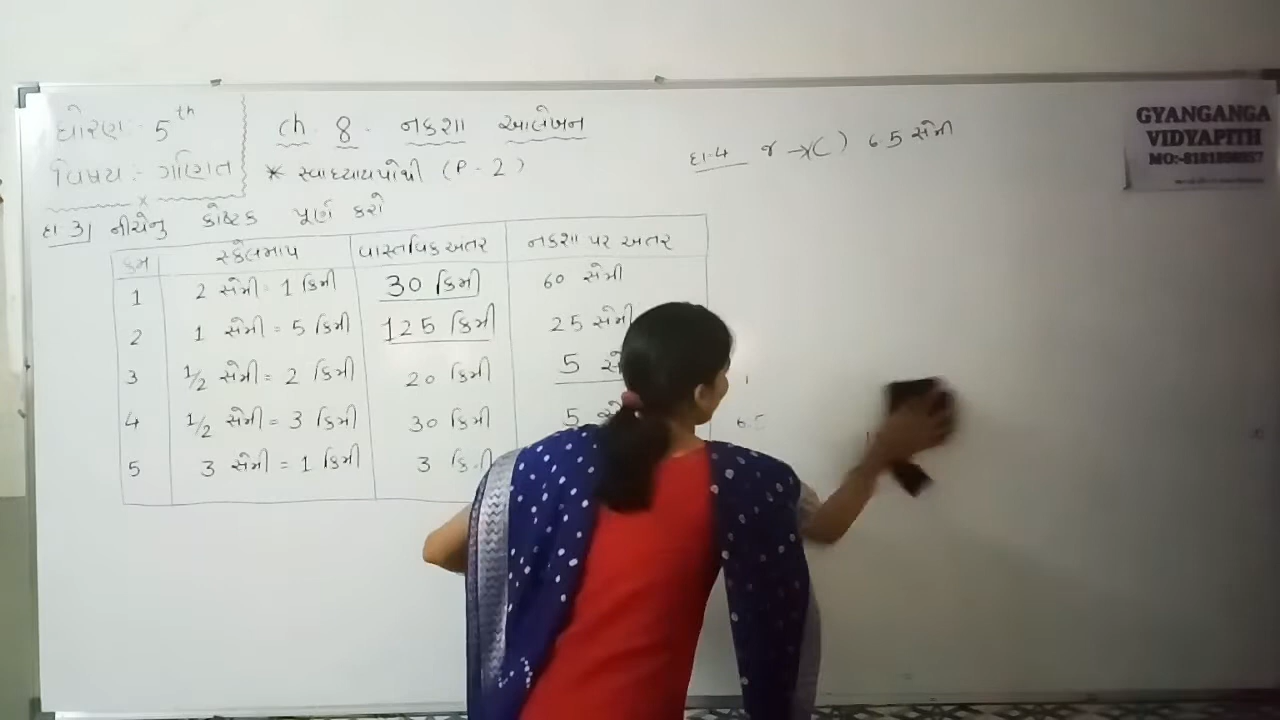 ધોરણ:- 5th
વિષય:- ગણિત
Ch. 8. નકશા આલેખન
* સ્વાધ્યાયપોથી (P - 2)
દા-4 જ → (C) 65 સેમી
GYANGANGA
VIDYAPITH
દા 3| નીચેનુ કોષ્ટક પૂર્ણ કરો
ક્રમ સ્કેલમાપ વાસ્તવિક અંતર નકશા પર અંતર
1 2 સેમી = 1 કિમી 30 કિમી 60 સેમી
2 1 સેમી = 5 કિમી 125 કિમી 25 સેમી
3 1/2 સેમી = 2 કિમી 20 કિમી 5
4 1/2 સેમી = 3 કિમી 30 કિમી 5
5 3 સેમી = 1 કિમી 3 કિમી